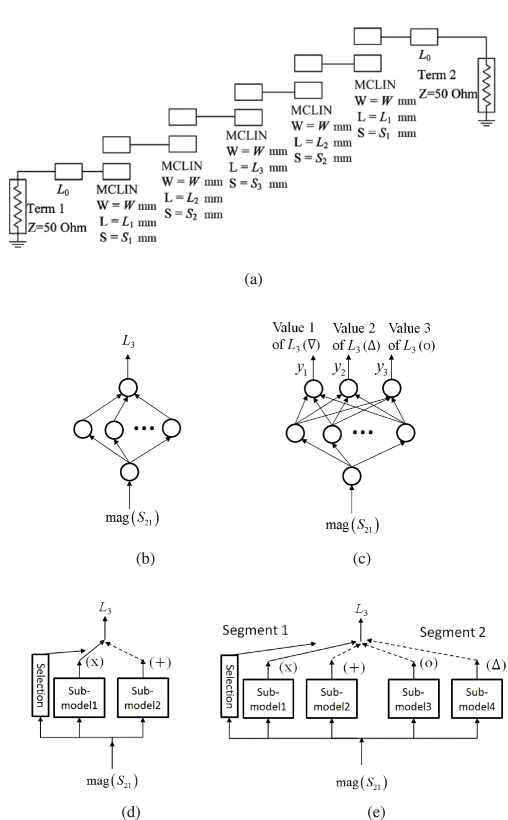 L₀
Term 2
Z=50 Ohm
MCLIN
W = W mm
L = L₁ mm
S = S₁ mm
MCLIN
W = W mm
L = L₂ mm
S = S₂ mm
MCLIN
W = W mm
L = L₃ mm
S = S₃ mm
MCLIN
W = W mm
L = L₂ mm
S = S₂ mm
L₀
Term 1
Z=50 Ohm
MCLIN
W = W mm
L = L₁ mm
S = S₁ mm
(a)
L₃
mag(S₂₁)
(b)
Value 1 Value 2 Value 3
of L₃(∇) of L₃(Δ) of L₃(o)
y₁ y₂ y₃
mag(S₂₁)
(c)
L₃
(x) (+)
Selection
Sub-
model1
Sub-
model2
mag(S₂₁)
(d)
L₃
Segment 1 Segment 2
(x) (+) (o) (Δ)
Selection
Sub-
model1
Sub-
model2
Sub-
model3
Sub-
model4
mag(S₂₁)
(e)